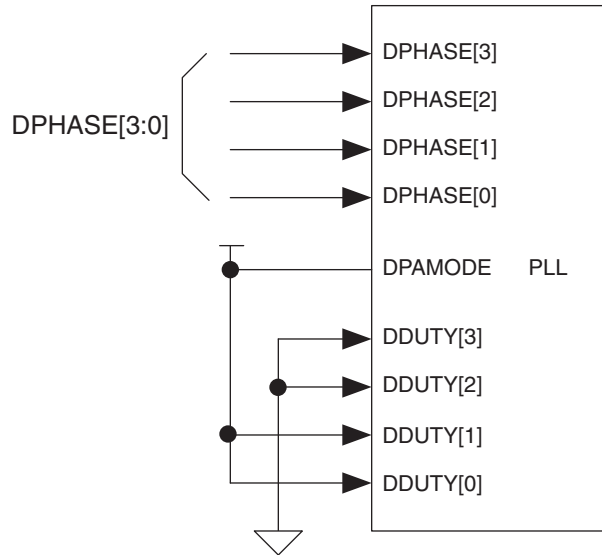 DPHASE[3]
DPHASE[2]
DPHASE[3:0]
DPHASE[1]
DPHASE[0]
DPAMODE PLL
DDUTY[3]
DDUTY[2]
DDUTY[1]
DDUTY[0]